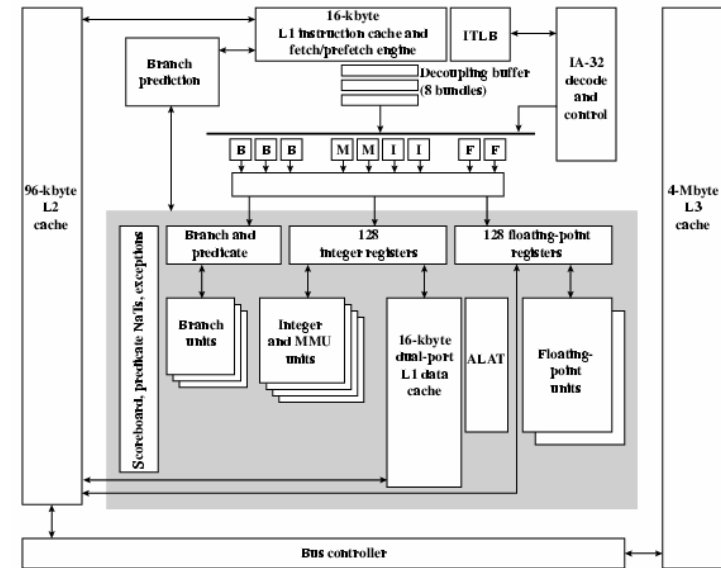 16-kbyte
L1 instruction cache and
fetch/prefetch engine
ITLB
Branch
prediction
IA-32
decode
and
control
Decoupling buffer
(8 bundles)
B
B
B
M
M
I
I
F
F
96-kbyte
L2
cache
4-Mbyte
L3
cache
Scoreboard, predicate NaTs, exceptions
Branch and
predicate
128
integer registers
128 floating-point
registers
Branch
units
Integer
and MMU
units
16-kbyte
dual-port
L1 data
cache
ALAT
Floating-
point
units
Bus controller